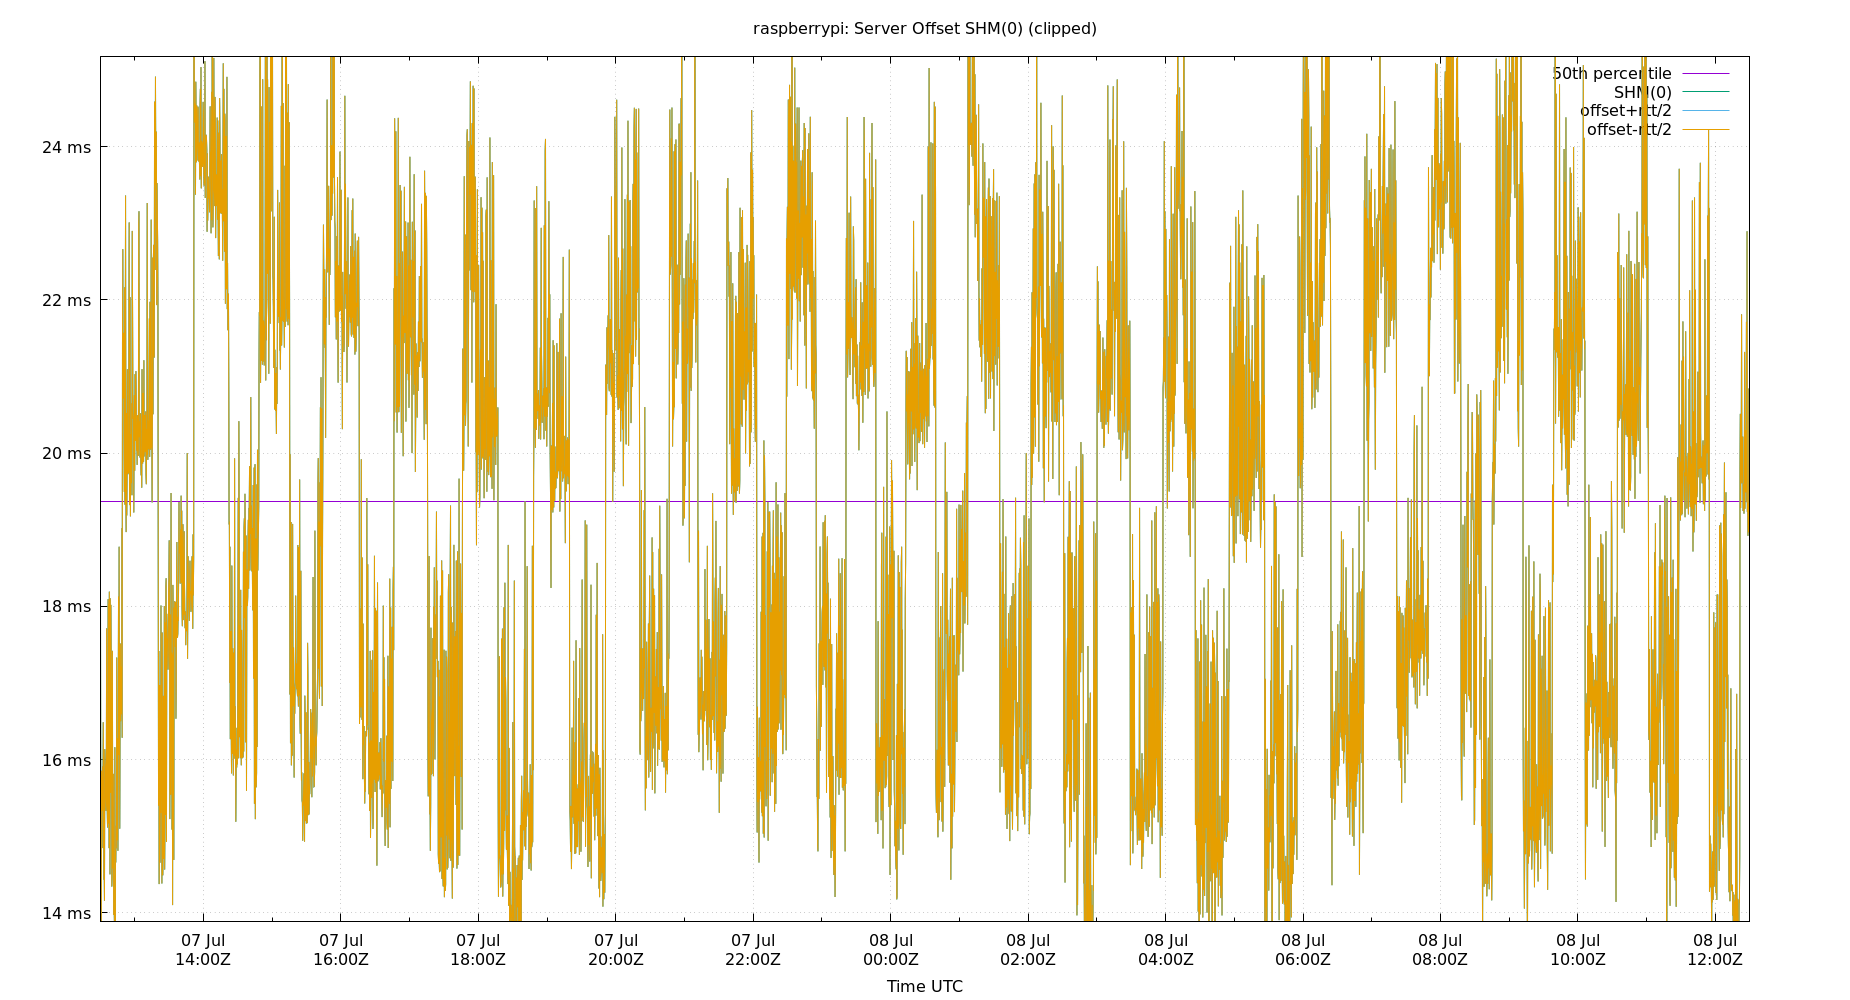 raspberrypi: Server Offset SHM(0) (clipped)
50th percentile
SHM(0)
offset+rtt/2
offset-rtt/2
24 ms
22 ms
20 ms
18 ms
16 ms
14 ms
07 Jul 07 Jul 07 Jul 07 Jul 07 Jul 08 Jul 08 Jul 08 Jul 08 Jul 08 Jul 08 Jul 08 Jul
14:00Z 16:00Z 18:00Z 20:00Z 22:00Z 00:00Z 02:00Z 04:00Z 06:00Z 08:00Z 10:00Z 12:00Z
Time UTC